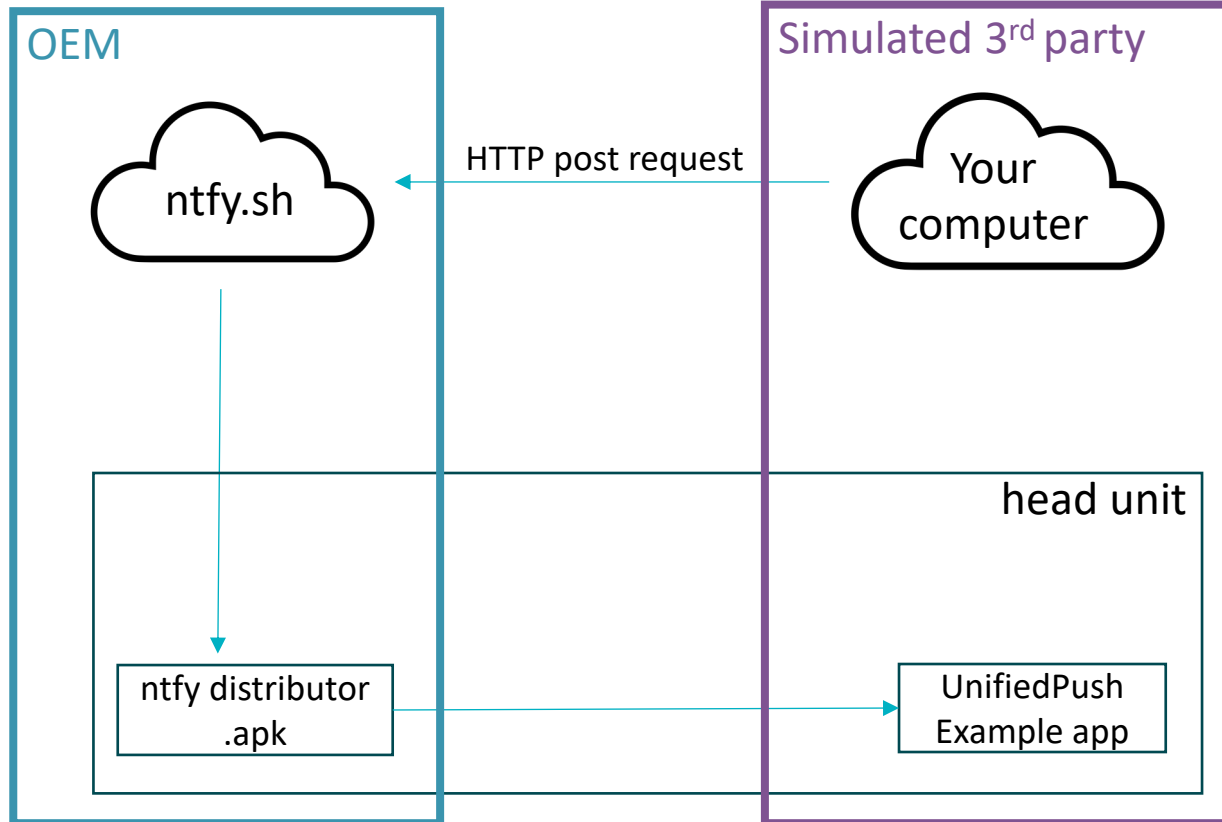 OEM
Simulated 3rd party
ntfy.sh
HTTP post request
Your
computer
head unit
ntfy distributor
.apk
UnifiedPush
Example app